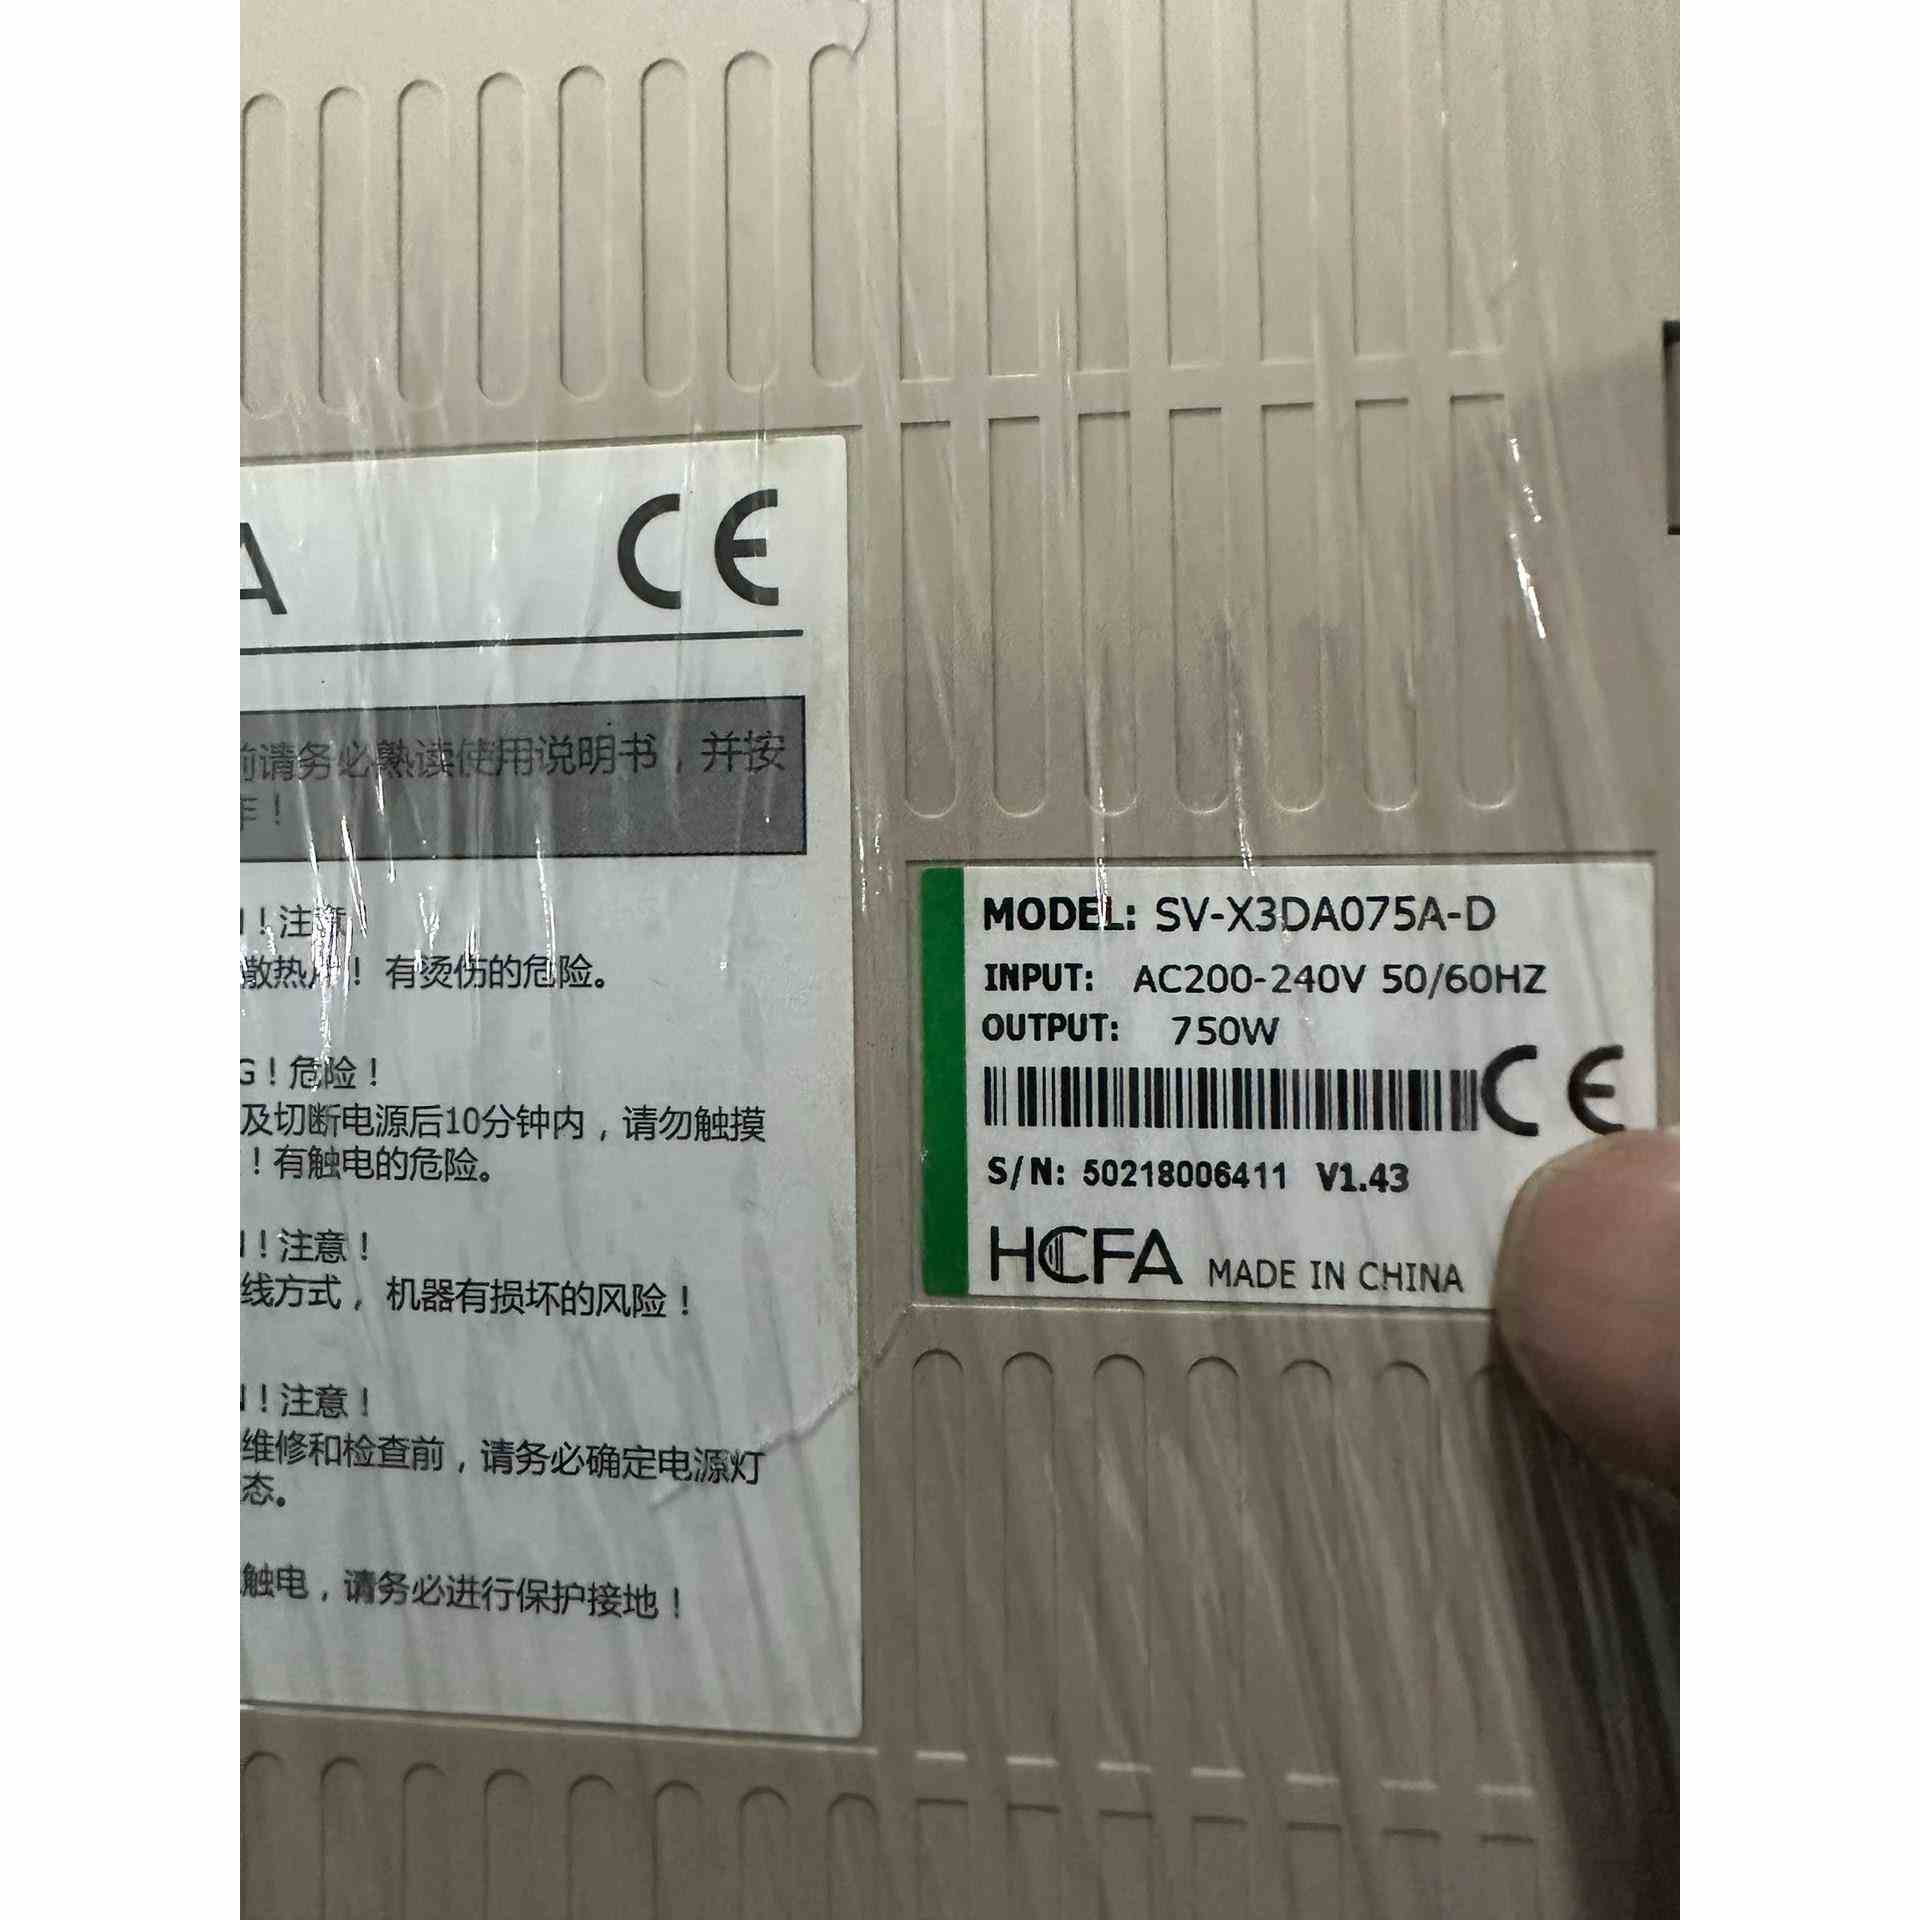 A CE
前请务必熟读使用说明书，并按
作！
N！注意
散热片！有烫伤的危险。
G！危险！
及切断电源后10分钟内，请勿触摸
！有触电的危险。
N！注意！
线方式，机器有损坏的风险！
N！注意！
维修和检查前，请务必确定电源灯
态。
触电，请务必进行保护接地！
MODEL: SV-X3DA075A-D
INPUT: AC200-240V 50/60HZ
OUTPUT: 750W
CE
S/N: 50218006411 V1.43
HCFA MADE IN CHINA